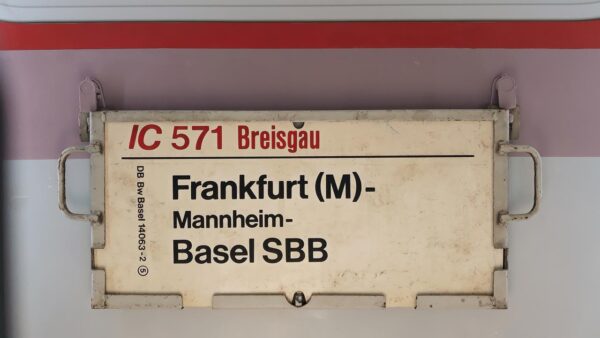 IC 571 Breisgau
Frankfurt (M)-
Mannheim-
Basel SBB
DB Bw Basel 14063-2 ⑤